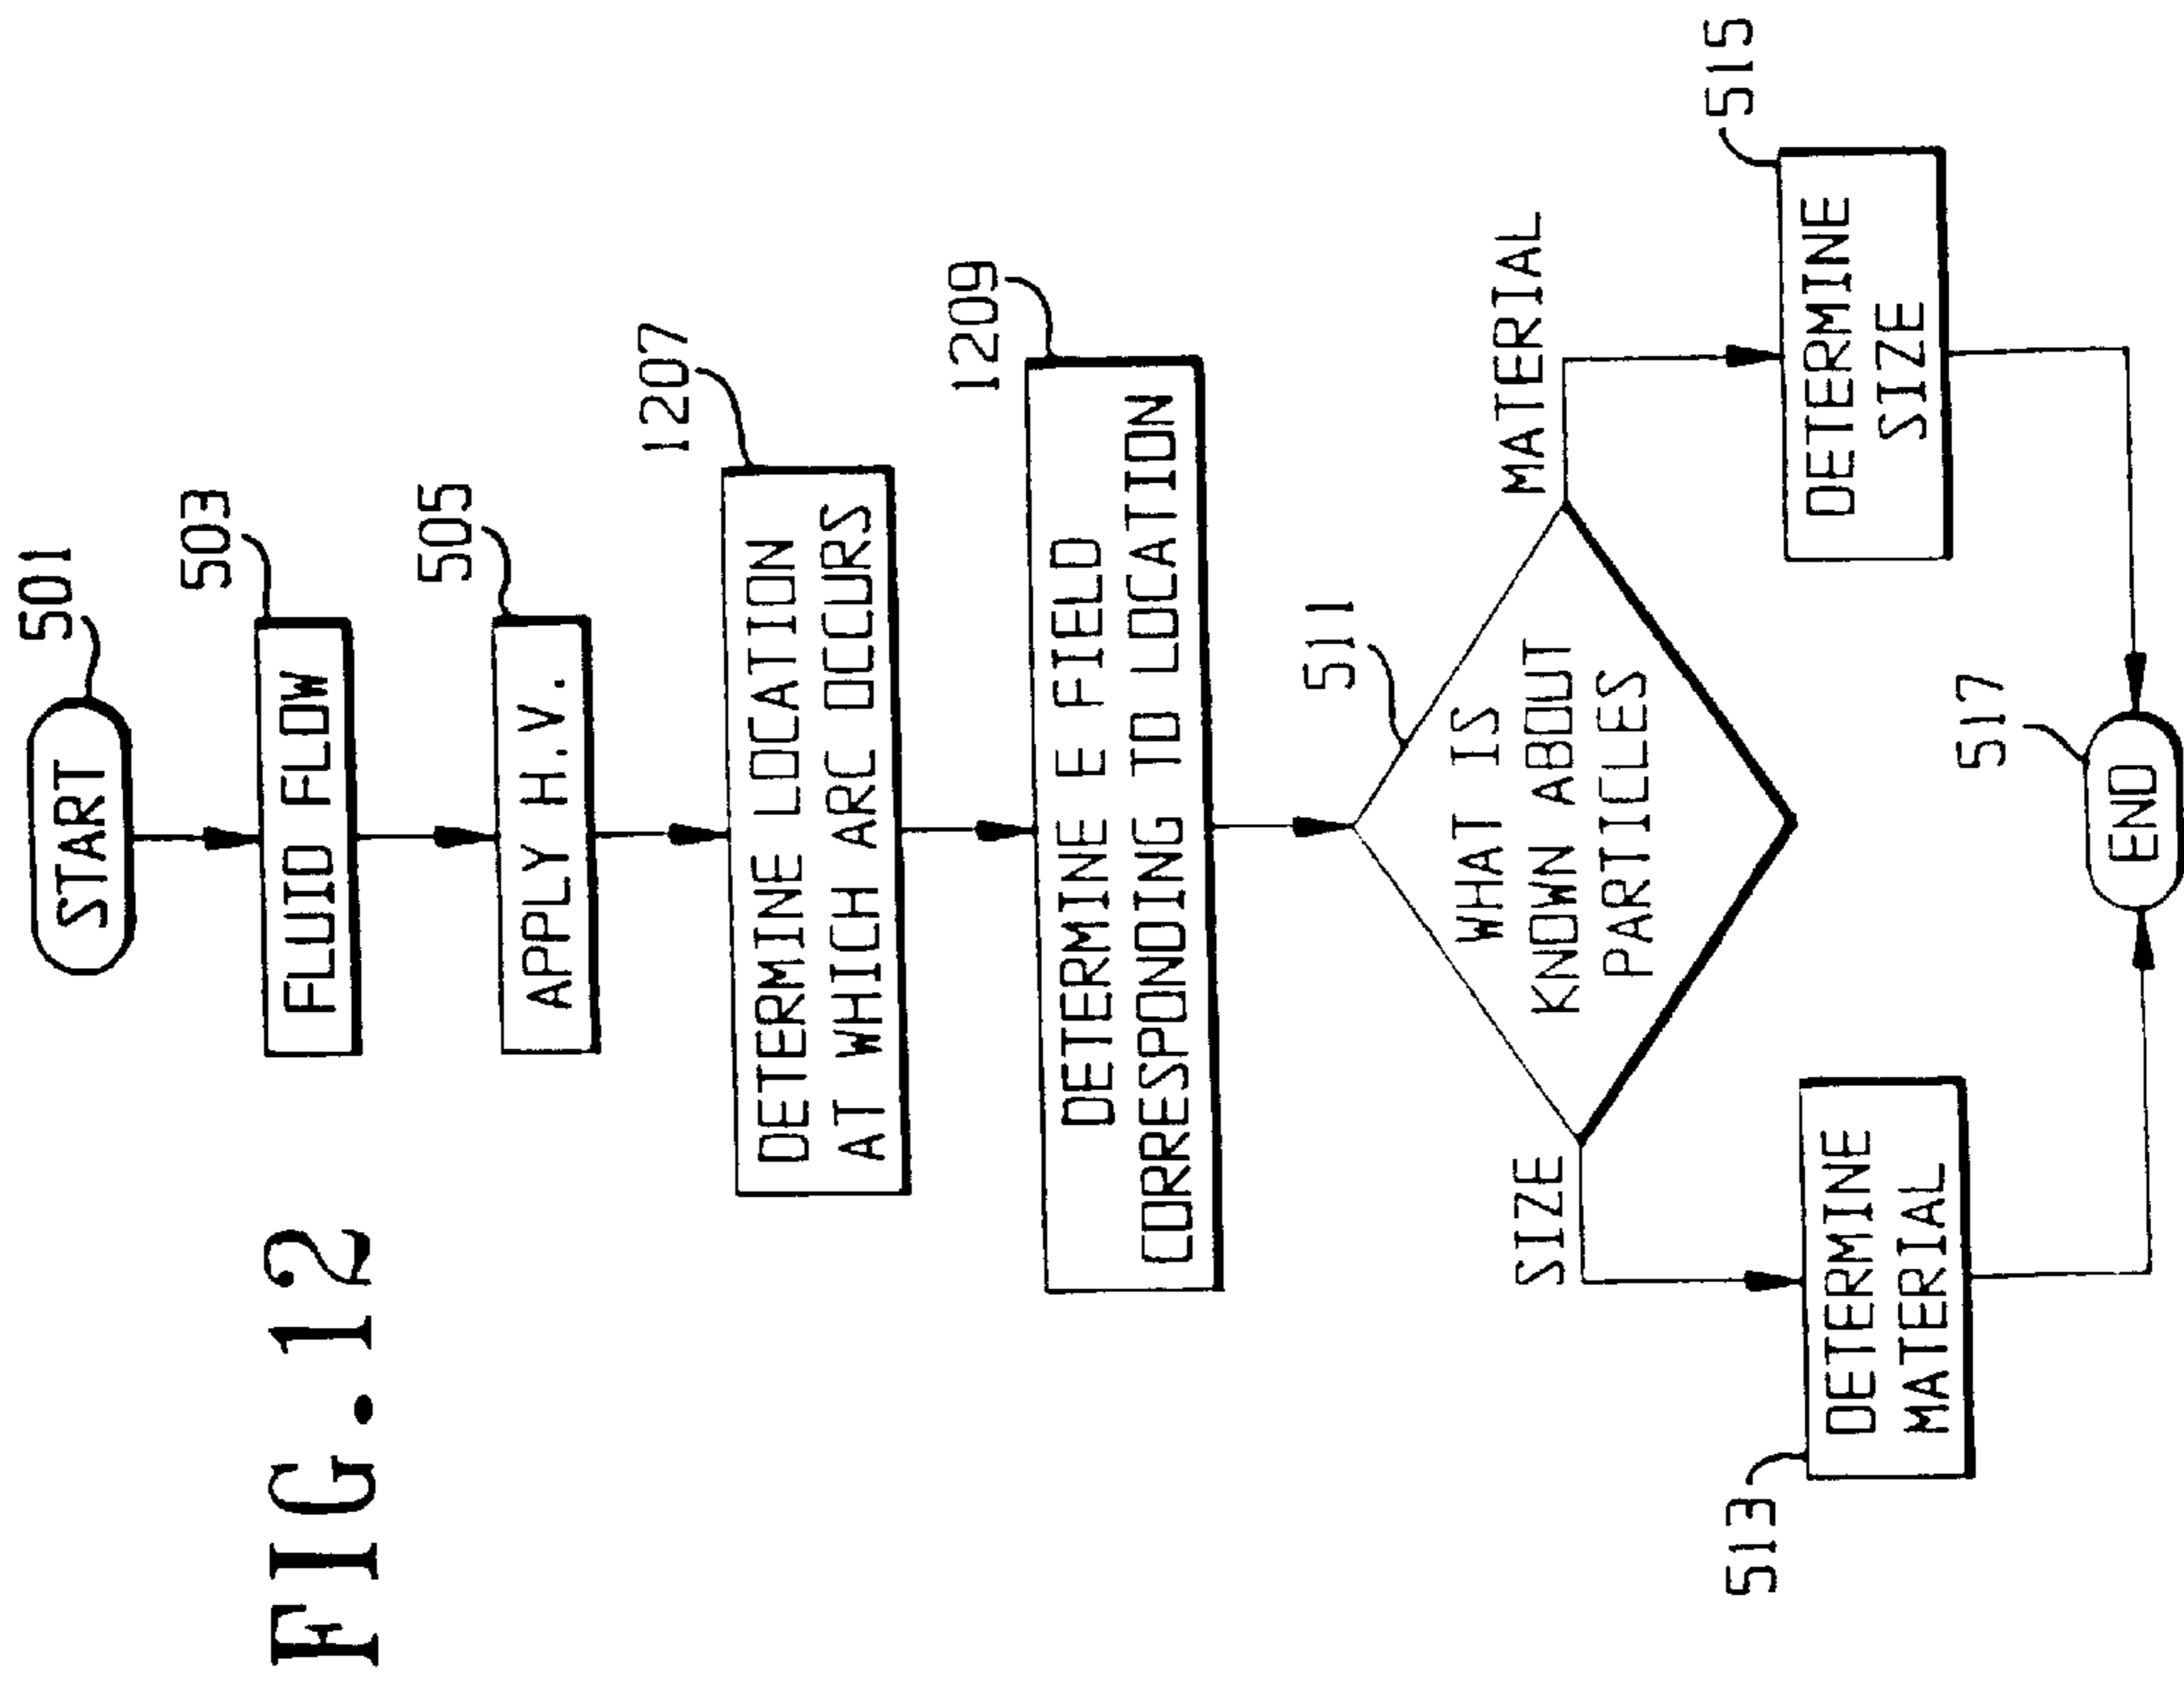 FIG. 12
501
START
503
FLUID FLOW
505
APPLY H.V.
1207
DETERMINE LOCATION
AT WHICH ARC OCCURS
1209
DETERMINE E FIELD
CORRESPONDING TO LOCATION
511
WHAT IS
KNOWN ABOUT
PARTICLES
SIZE
MATERIAL
513
DETERMINE
MATERIAL
515
DETERMINE
SIZE
517
END